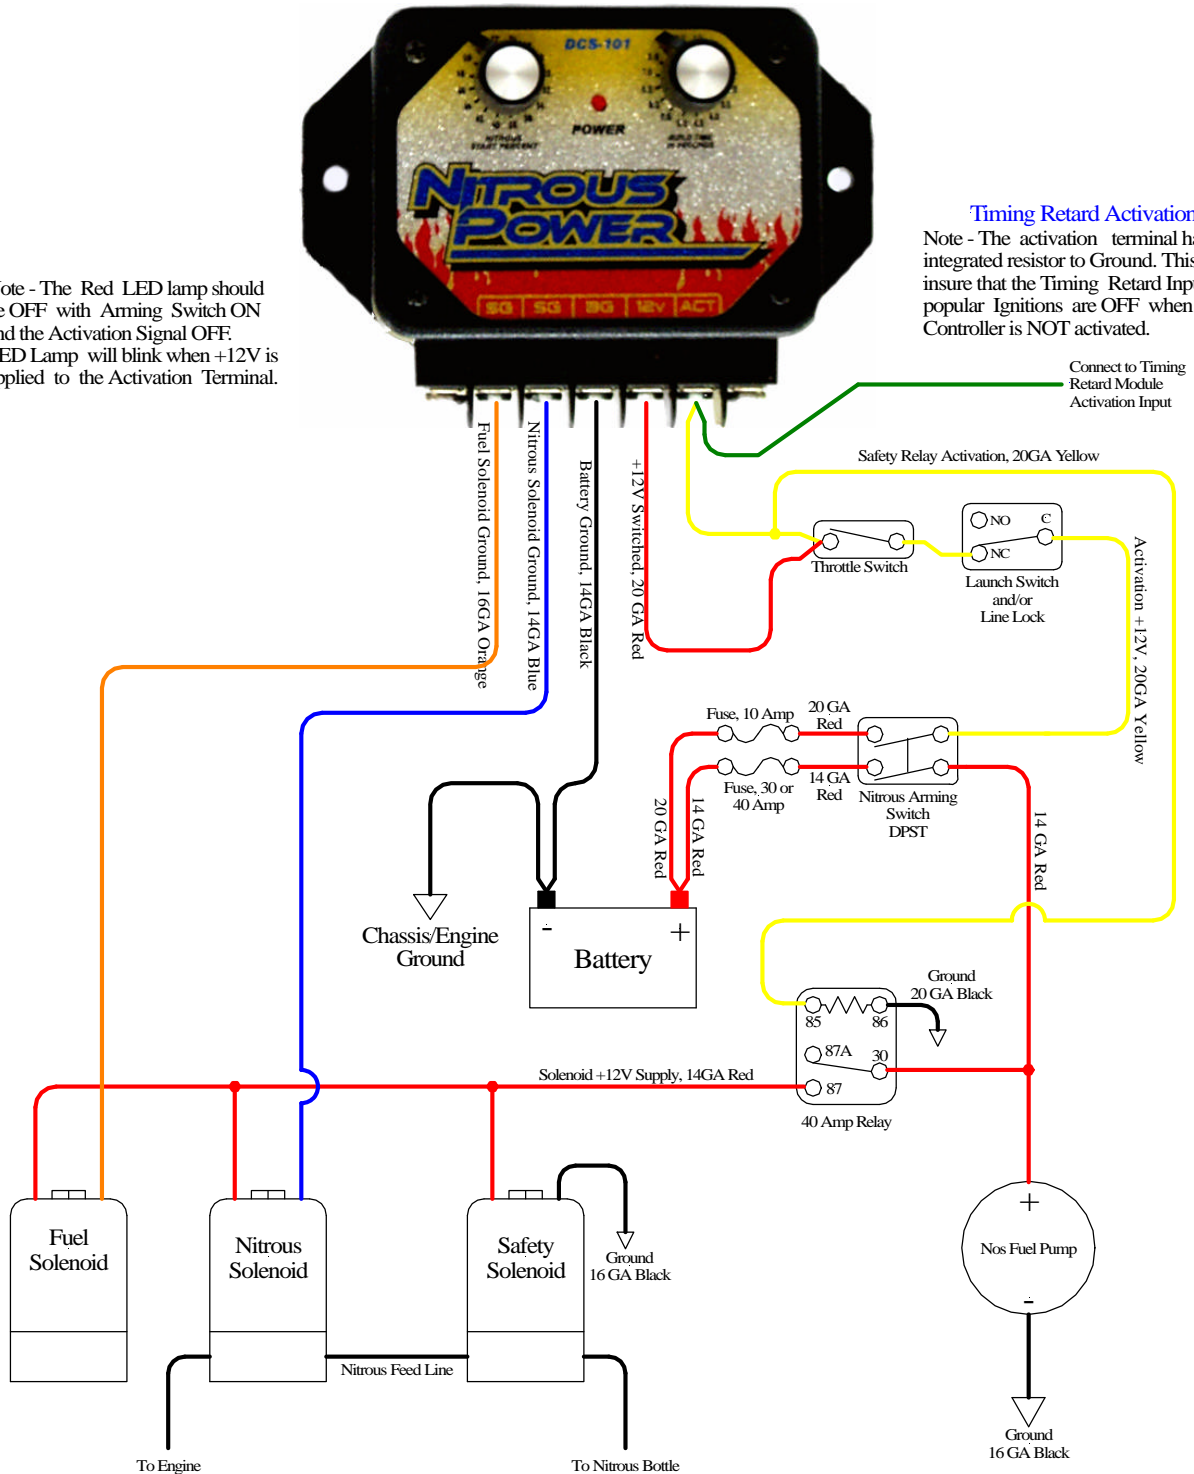 DCS-101
NITROUS
START PERCENT
POWER
BUILD TIME
IN SECONDS
NITROUS
POWER
SG SG BG 12V ACT
Timing Retard Activation
Note - The activation terminal ha
integrated resistor to Ground. This
insure that the Timing Retard Inpu
popular Ignitions are OFF when
Controller is NOT activated.
ote - The Red LED lamp should
e OFF with Arming Switch ON
nd the Activation Signal OFF.
ED Lamp will blink when +12V is
pplied to the Activation Terminal.
Connect to Timing
Retard Module
Activation Input
Fuel Solenoid Ground, 16GA Orange
Nitrous Solenoid Ground, 14GA Blue
Battery Ground, 14GA Black
+12V Switched, 20 GA Red
Safety Relay Activation, 20GA Yellow
Throttle Switch
NO
C
NC
Launch Switch
and/or
Line Lock
Activation +12V, 20GA Yellow
Fuse, 10 Amp
20 GA
Red
Fuse, 30 or
40 Amp
14 GA
Red
Nitrous Arming
Switch
DPST
20 GA Red
14 GA Red
14 GA Red
Chassis/Engine
Ground
-
+
Battery
Ground
20 GA Black
85
86
87A
30
87
40 Amp Relay
Solenoid +12V Supply, 14GA Red
Fuel
Solenoid
Nitrous
Solenoid
Safety
Solenoid
Ground
16 GA Black
+
Nos Fuel Pump
-
Nitrous Feed Line
Ground
16 GA Black
To Engine
To Nitrous Bottle